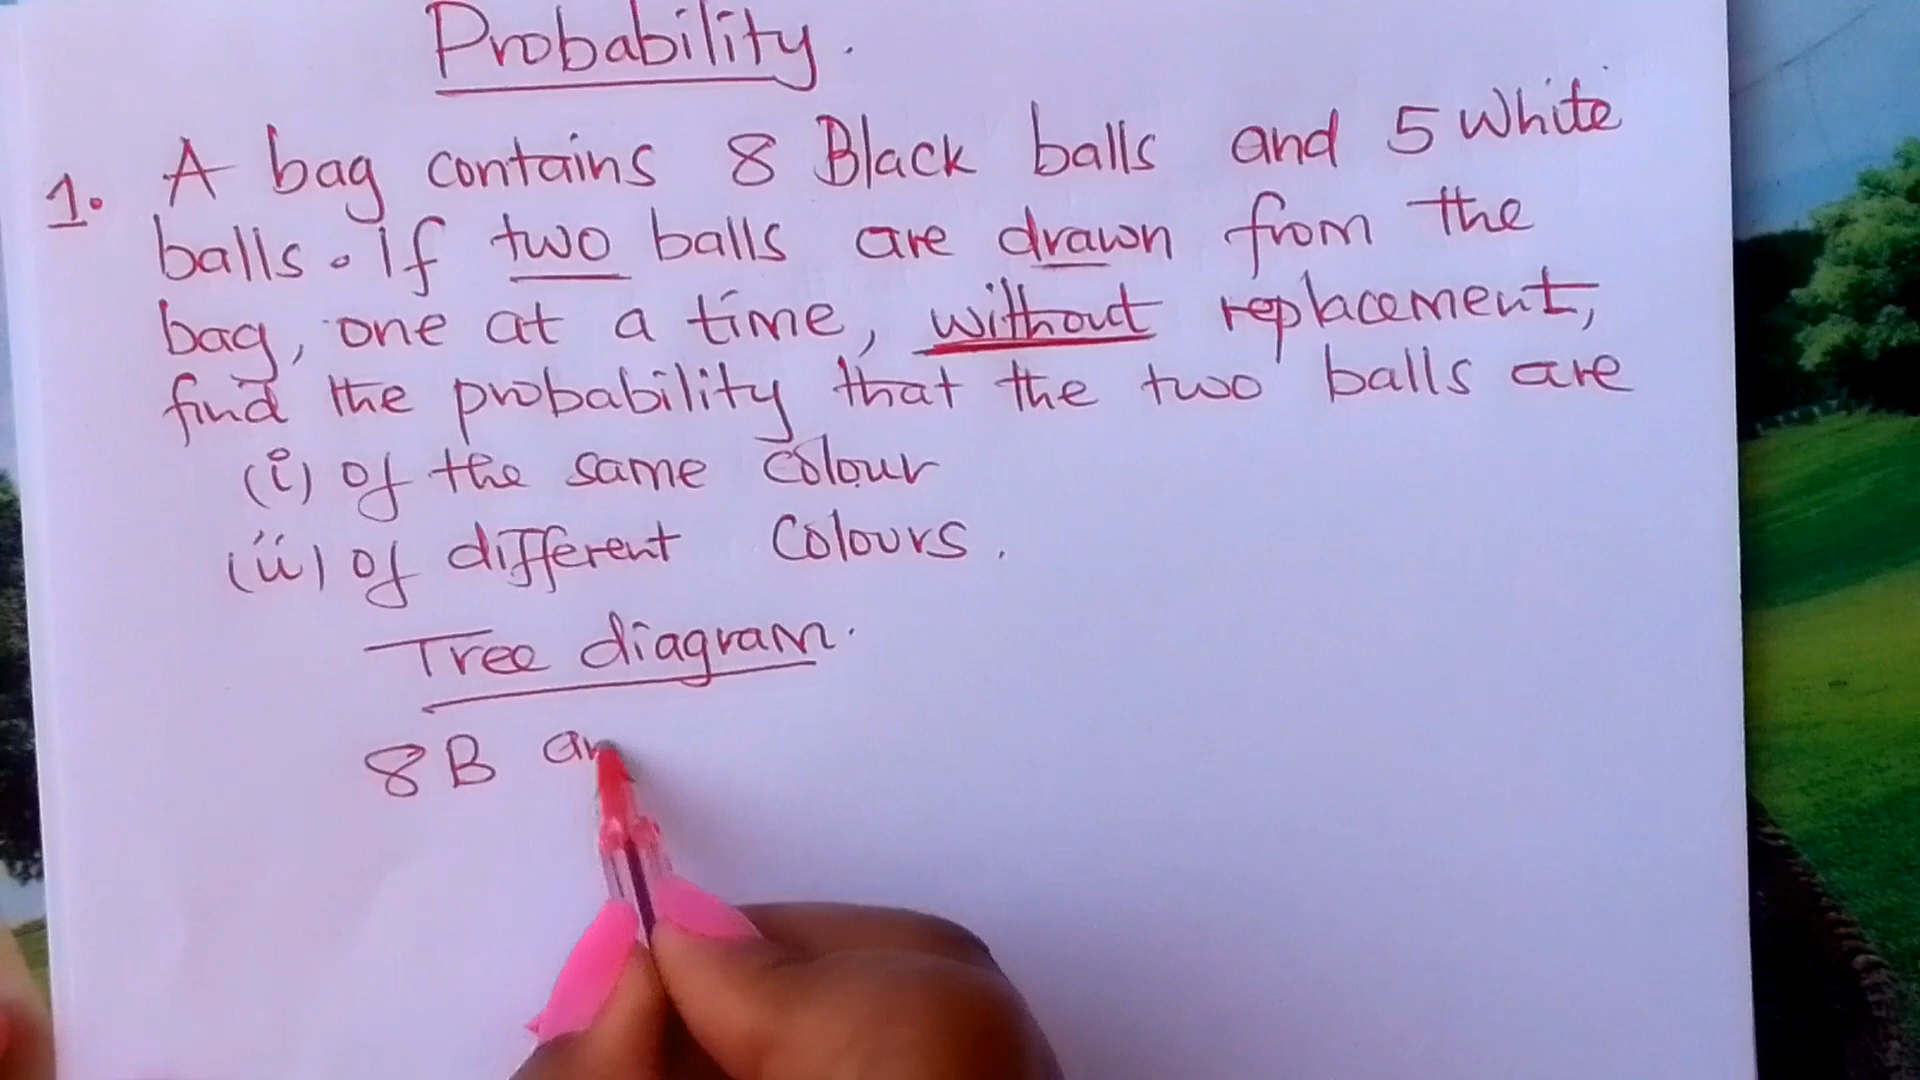 Probability.
1. A bag contains 8 Black balls and 5 White
balls. If two balls are drawn from the
bag, one at a time, without replacement,
find the probability that the two balls are
(i) of the same colour
(ii) of different Colours.
Tree diagram.
8B an